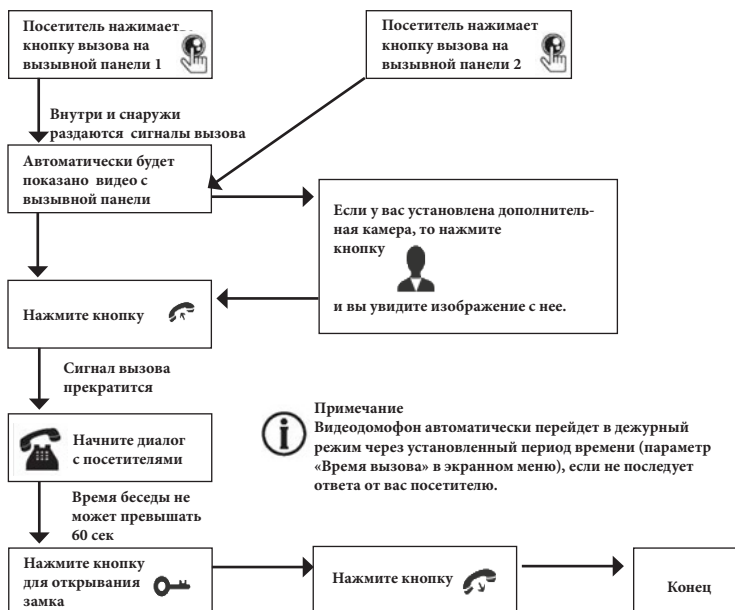 Посетитель нажимает
кнопку вызова на
вызывной панели 1
Посетитель нажимает
кнопку вызова на
вызывной панели 2
Внутри и снаружи
раздаются сигналы вызова
Автоматически будет
показано видео с
вызывной панели
Если у вас установлена дополнитель-
ная камера, то нажмите
кнопку
и вы увидите изображение с нее.
Нажмите кнопку
Сигнал вызова
прекратится
Начните диалог
с посетителями
Примечание
Видеодомофон автоматически перейдет в дежурный
режим через установленный период времени (параметр
«Время вызова» в экранном меню), если не последует
ответа от вас посетителю.
Время беседы не
может превышать
60 сек
Нажмите кнопку
для открывания
замка
Нажмите кнопку
Конец